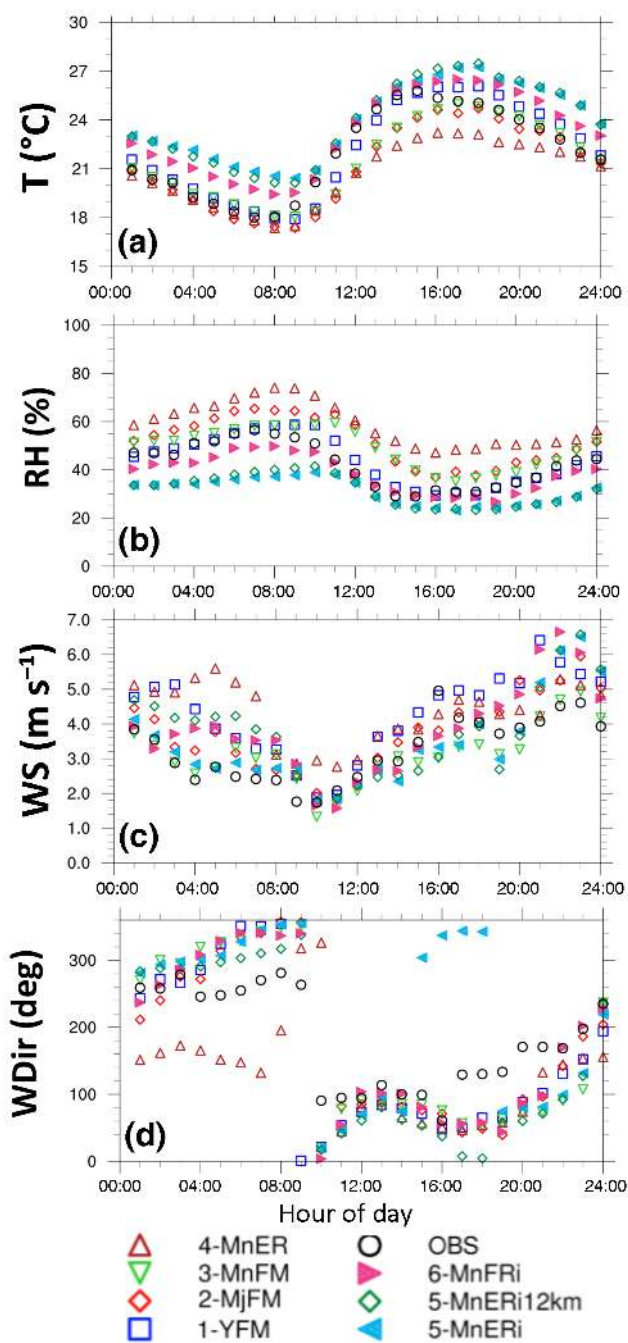 T (°C)
30
27
24
21
18
15
(a)
00:00 04:00 08:00 12:00 16:00 20:00 24:00
RH (%)
100
80
60
40
20
0
(b)
00:00 04:00 08:00 12:00 16:00 20:00 24:00
WS (m s⁻¹)
7.0
6.0
5.0
4.0
3.0
2.0
1.0
0.0
(c)
00:00 04:00 08:00 12:00 16:00 20:00 24:00
WDir (deg)
300
200
100
0
(d)
00:00 04:00 08:00 12:00 16:00 20:00 24:00
Hour of day
4-MnER OBS
3-MnFM 6-MnFRi
2-MjFM 5-MnERi12km
1-YFM 5-MnERi